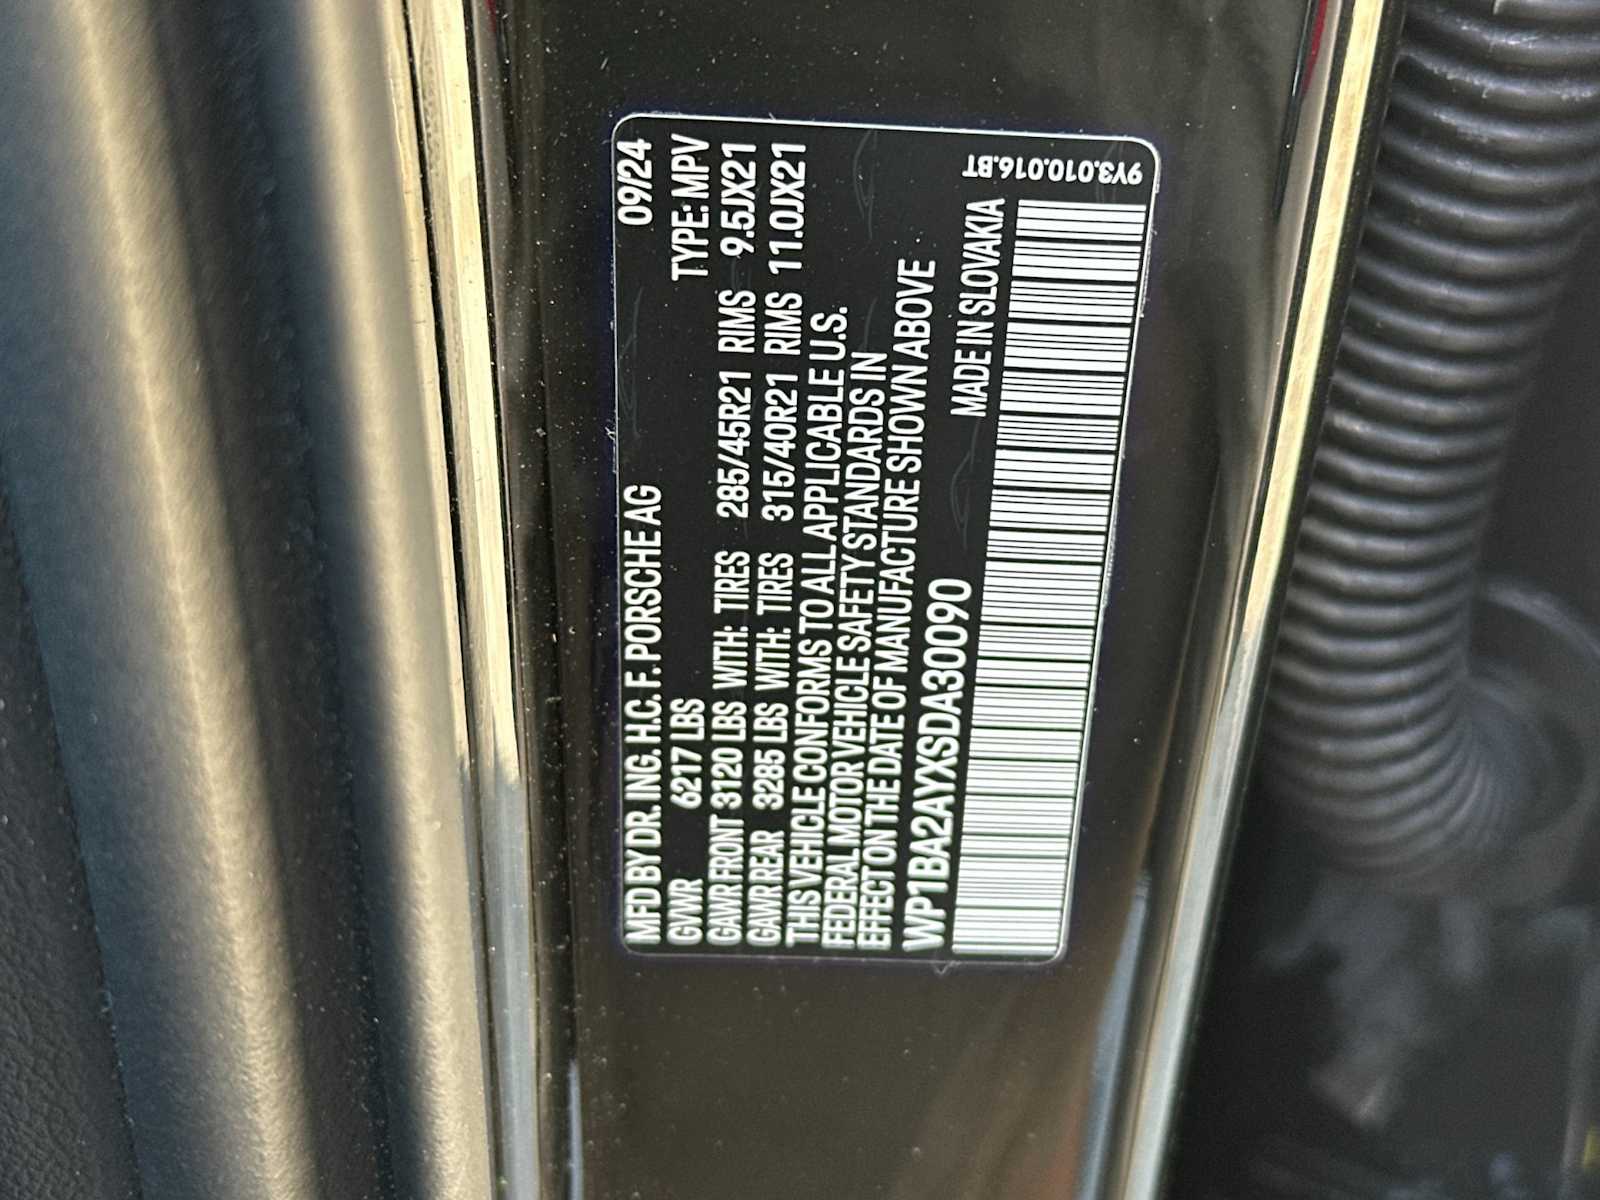 MFD BY DR. ING. H.C. F. PORSCHE AG 09/24
GVWR 6217 LBS TYPE: MPV
GAWR FRONT 3120 LBS WITH: TIRES 285/45R21 RIMS 9.5JX21
GAWR REAR 3285 LBS WITH: TIRES 315/40R21 RIMS 11.0JX21
THIS VEHICLE CONFORMS TO ALL APPLICABLE U.S.
FEDERAL MOTOR VEHICLE SAFETY STANDARDS IN
EFFECT ON THE DATE OF MANUFACTURE SHOWN ABOVE
WP1BA2AYXSDA30090 MADE IN SLOVAKIA
9Y3.010.016.BT